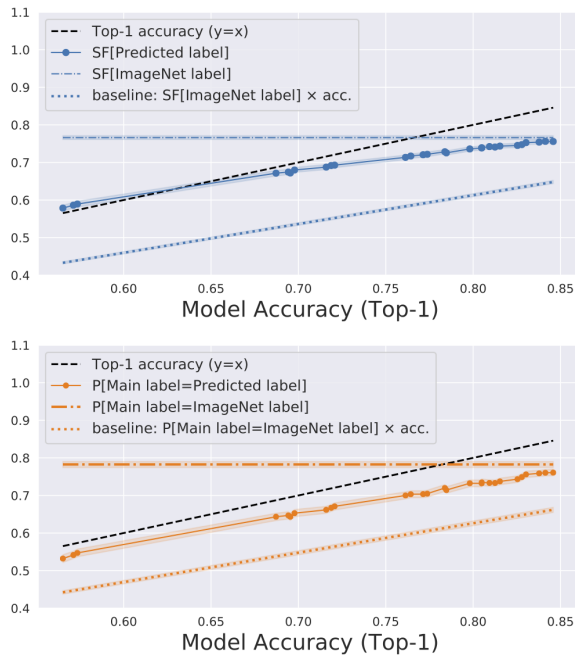 1.1
1.0
0.9
0.8
0.7
0.6
0.5
0.4
Top-1 accuracy (y=x)
SF[Predicted label]
SF[ImageNet label]
baseline: SF[ImageNet label] × acc.
0.60 0.65 0.70 0.75 0.80 0.85
Model Accuracy (Top-1)
1.1
1.0
0.9
0.8
0.7
0.6
0.5
0.4
Top-1 accuracy (y=x)
P[Main label=Predicted label]
P[Main label=ImageNet label]
baseline: P[Main label=ImageNet label] × acc.
0.60 0.65 0.70 0.75 0.80 0.85
Model Accuracy (Top-1)